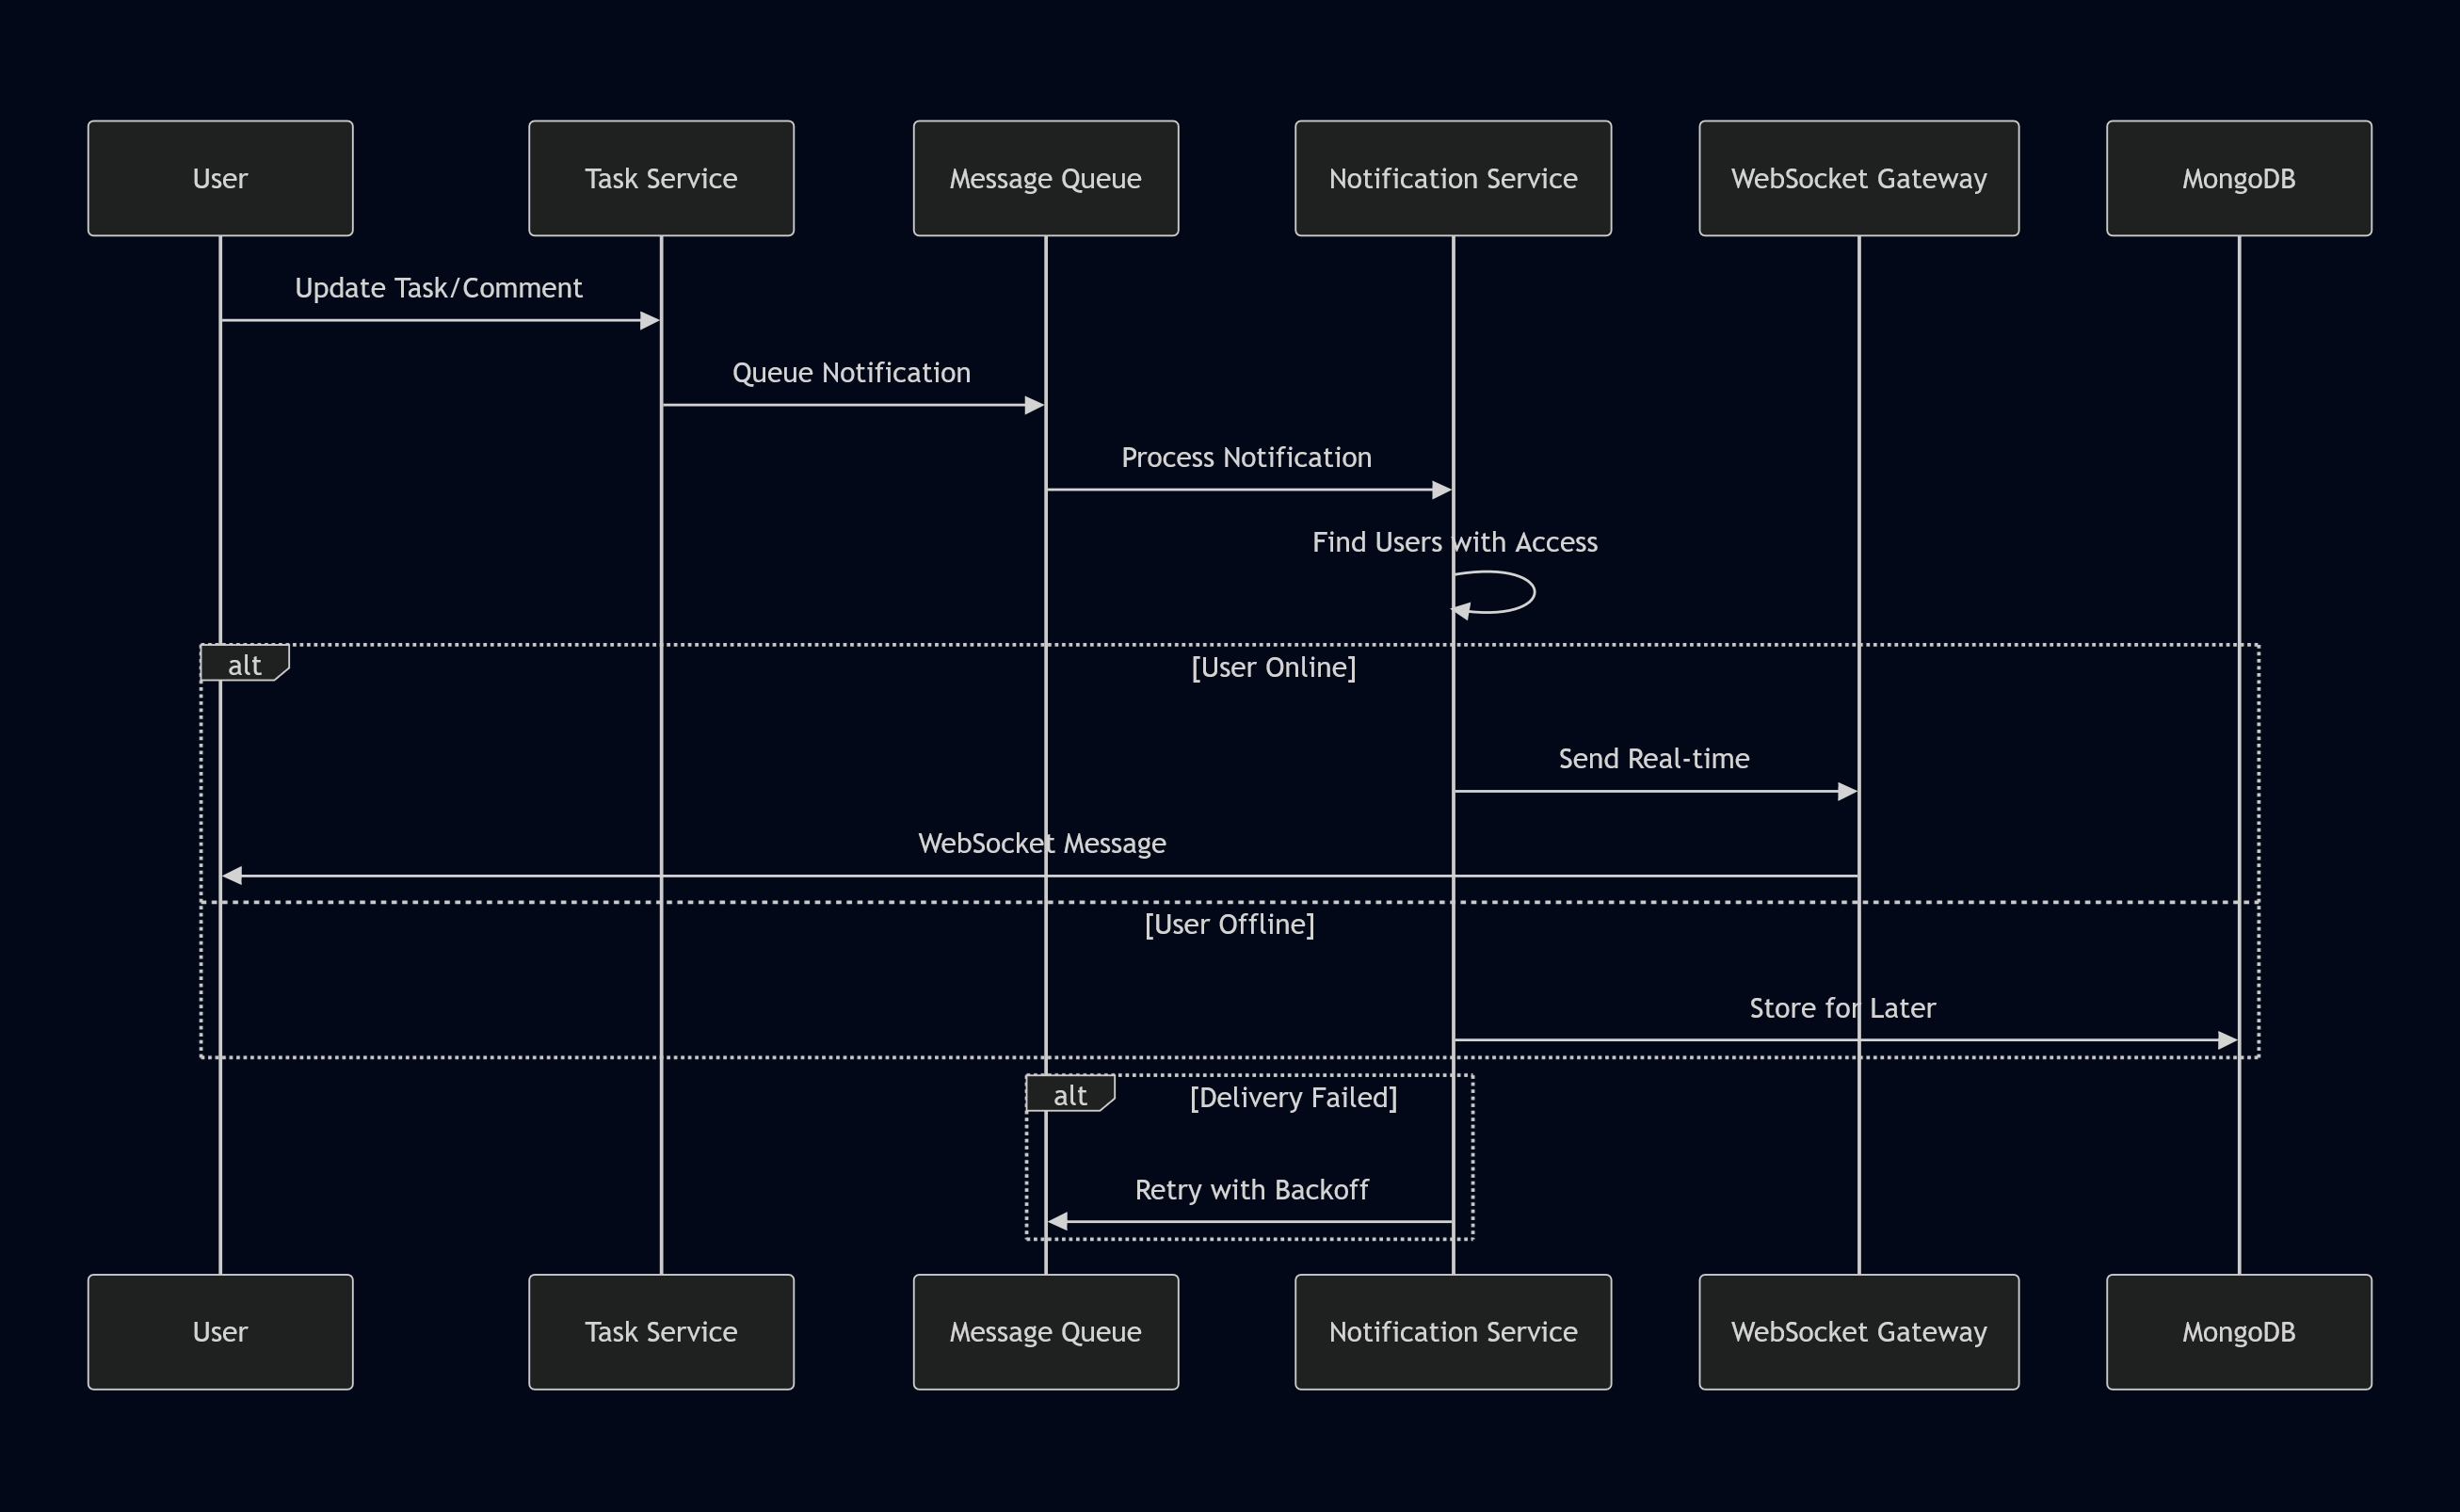 User
Task Service
Message Queue
Notification Service
WebSocket Gateway
MongoDB
Update Task/Comment
Queue Notification
Process Notification
Find Users with Access
alt
[User Online]
Send Real-time
WebSocket Message
[User Offline]
Store for Later
alt
[Delivery Failed]
Retry with Backoff
User
Task Service
Message Queue
Notification Service
WebSocket Gateway
MongoDB